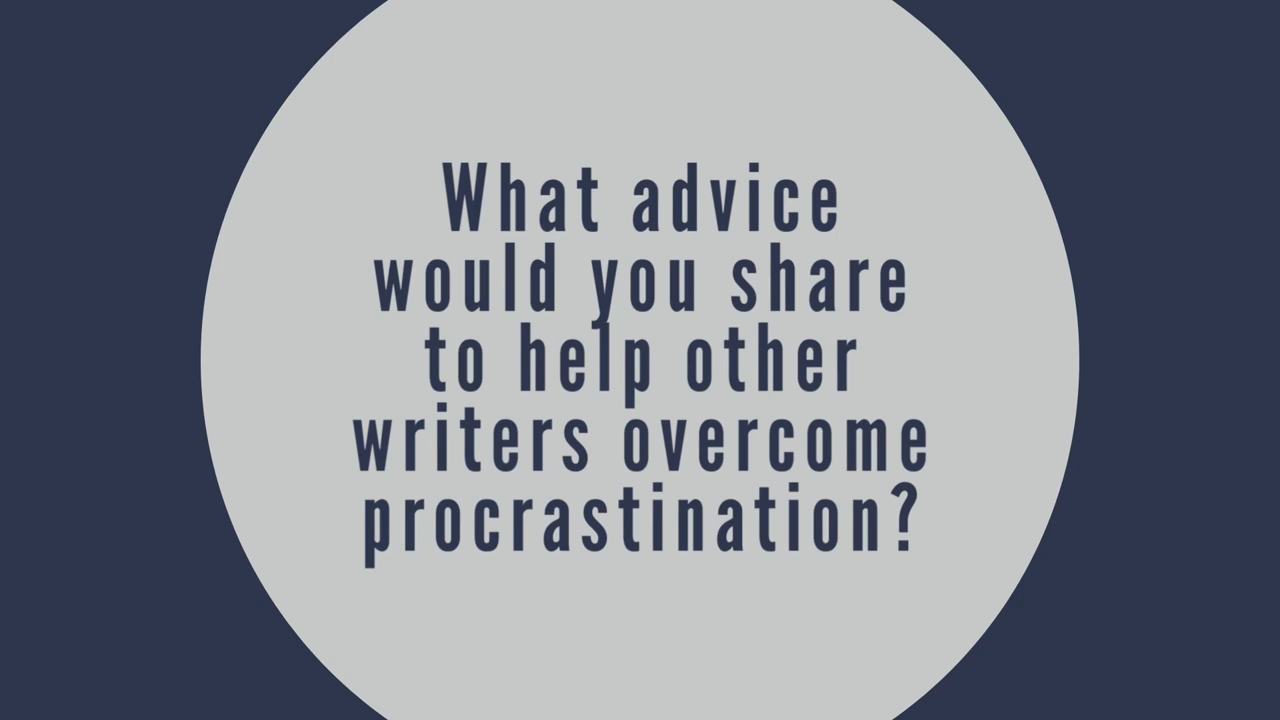 What advice
would you share
to help other
writers overcome
procrastination?